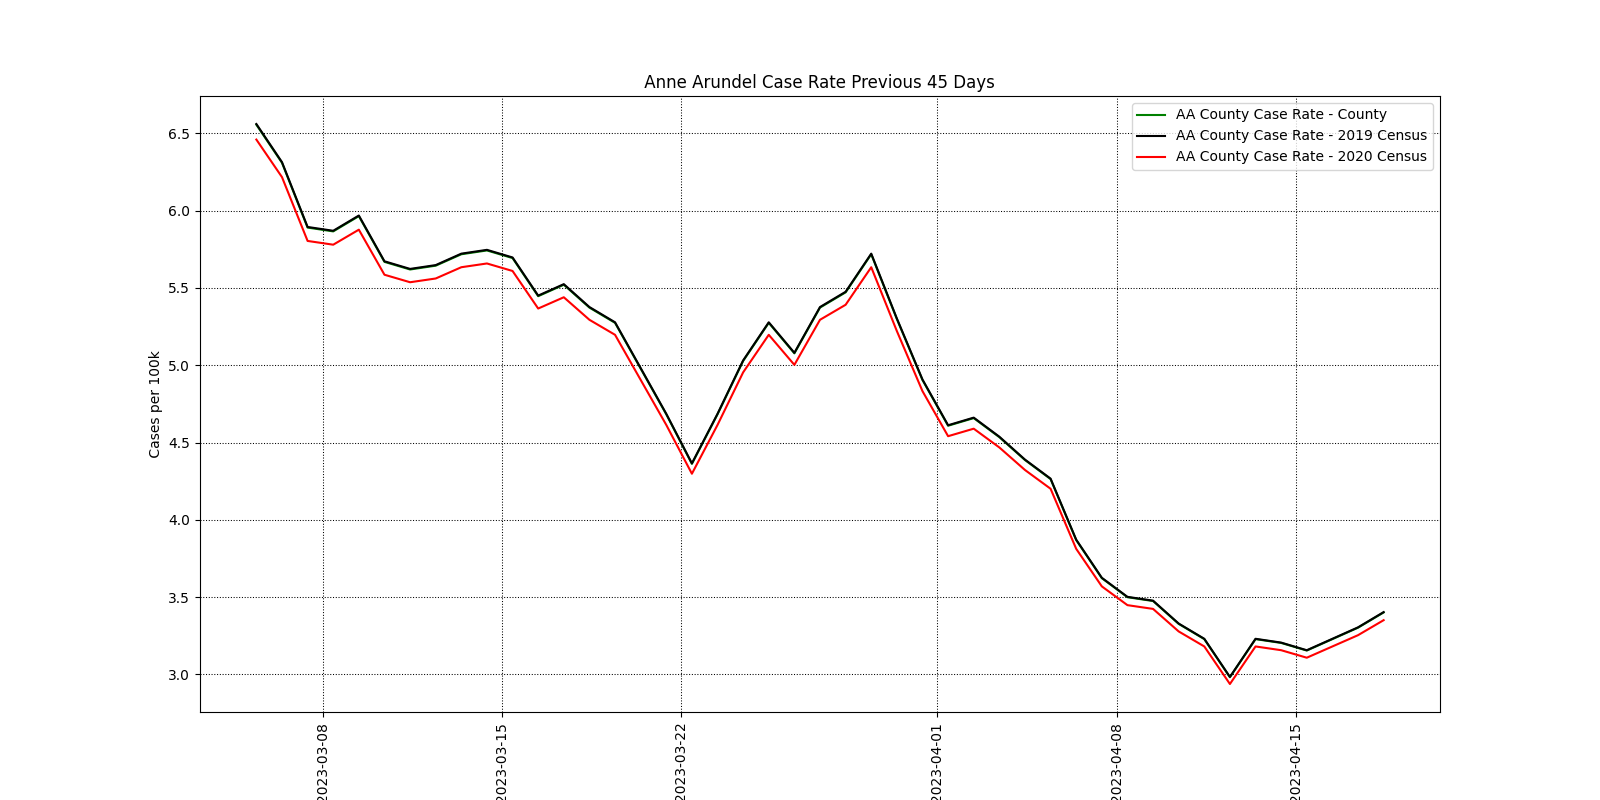 Anne Arundel Case Rate Previous 45 Days
AA County Case Rate - County
AA County Case Rate - 2019 Census
AA County Case Rate - 2020 Census
Cases per 100k
6.5
6.0
5.5
5.0
4.5
4.0
3.5
3.0
2023-03-08
2023-03-15
2023-03-22
2023-04-01
2023-04-08
2023-04-15